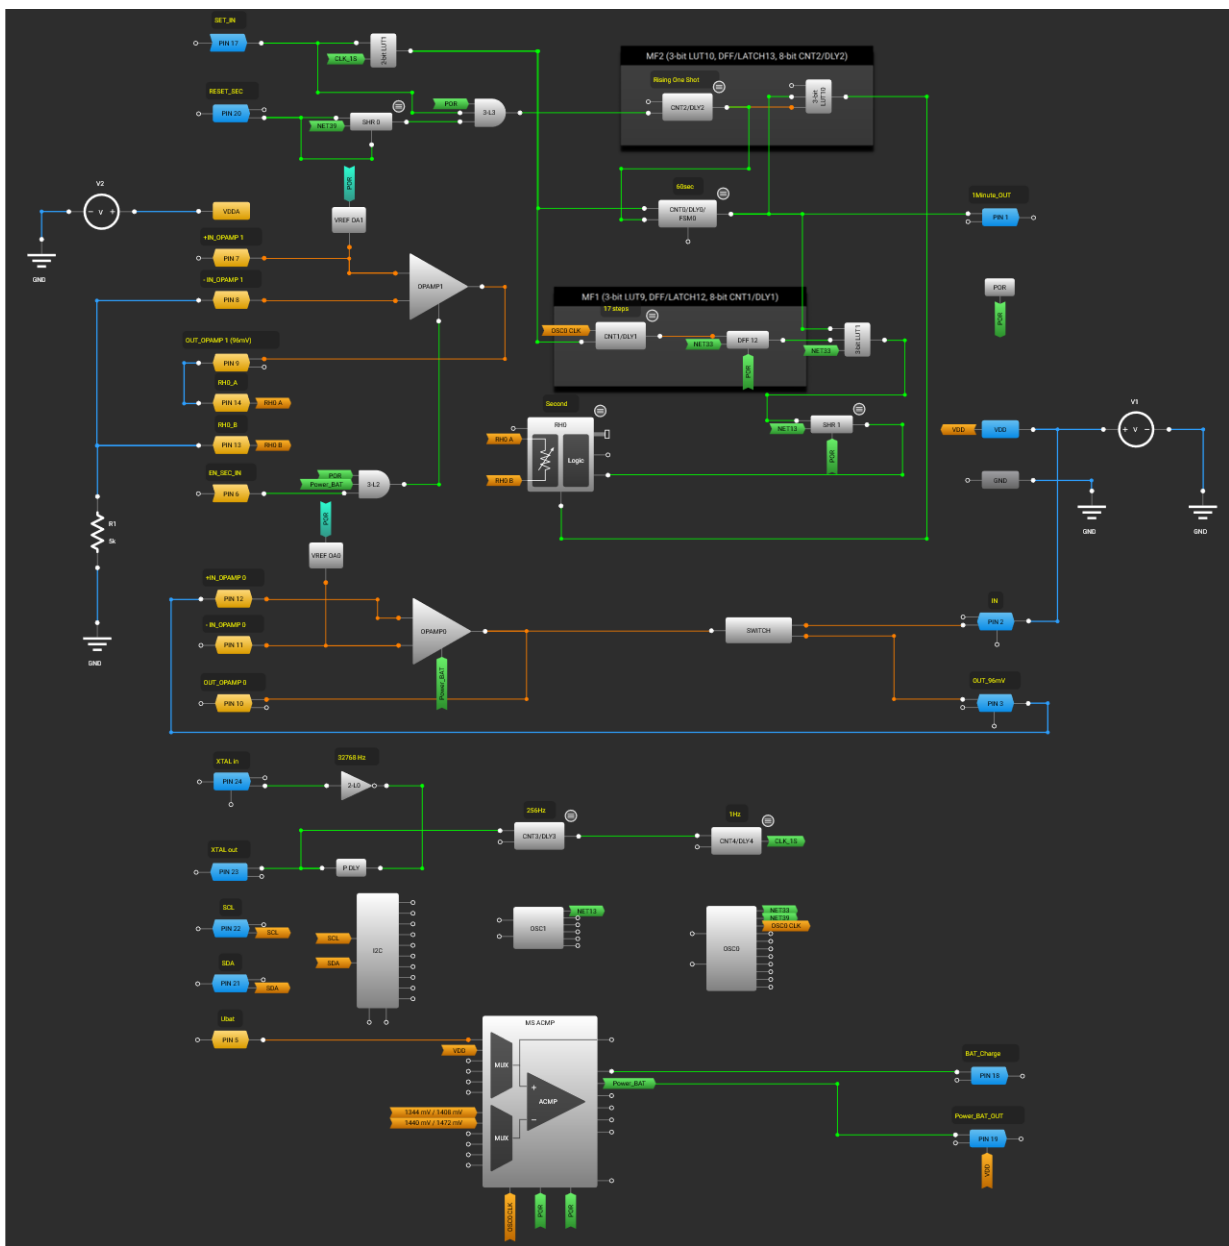 SET_IN
PIN 17
CLK_1S
2-bit LUT1
RESET_SEC
PIN 20
NET39
SHR 0
POR
3-L3
MF2 (3-bit LUT10, DFF/LATCH13, 8-bit CNT2/DLY2)
Rising One Shot
CNT2/DLY2
3-bit
LUT10
60sec
CNT0/DLY0/
FSM0
1Minute_OUT
PIN 1
V2
VDDA
POR
VREF OA1
GND
+IN_OPAMP 1
PIN 7
- IN_OPAMP 1
PIN 8
OPAMP1
POR
POR
OUT_OPAMP 1 (96mV)
PIN 9
RH0_A
PIN 14
RH0 A
RH0_B
PIN 13
RH0 B
EN_SEC_IN
PIN 6
POR
Power_BAT
3-L2
MF1 (3-bit LUT9, DFF/LATCH12, 8-bit CNT1/DLY1)
17 steps
OSC0 CLK
CNT1/DLY1
NET33
DFF 12
POR
NET33
3-bit LUT1
Second
RH0
RH0 A
RH0 B
Logic
NET13
SHR 1
POR
V1
VDD
VDD
GND
GND
GND
R1
5k
GND
POR
VREF OA0
+IN_OPAMP 0
PIN 12
- IN_OPAMP 0
PIN 11
OPAMP0
Power_BAT
OUT_OPAMP 0
PIN 10
SWITCH
IN
PIN 2
OUT_96mV
PIN 3
XTAL in
PIN 24
32768 Hz
2-L0
XTAL out
PIN 23
P DLY
256Hz
CNT3/DLY3
1Hz
CNT4/DLY4
CLK_1S
SCL
PIN 22
SCL
SDA
PIN 21
SDA
SCL
SDA
I2C
OSC1
NET13
OSC0
NET33
NET39
OSC0 CLK
Ubat
PIN 5
MS ACMP
VDD
MUX
ACMP
+
−
MUX
1344 mV / 1408 mV
1440 mV / 1472 mV
OSC0 CLK
POR
POR
Power_BAT
BAT_Charge
PIN 18
Power_BAT_OUT
PIN 19
VDD